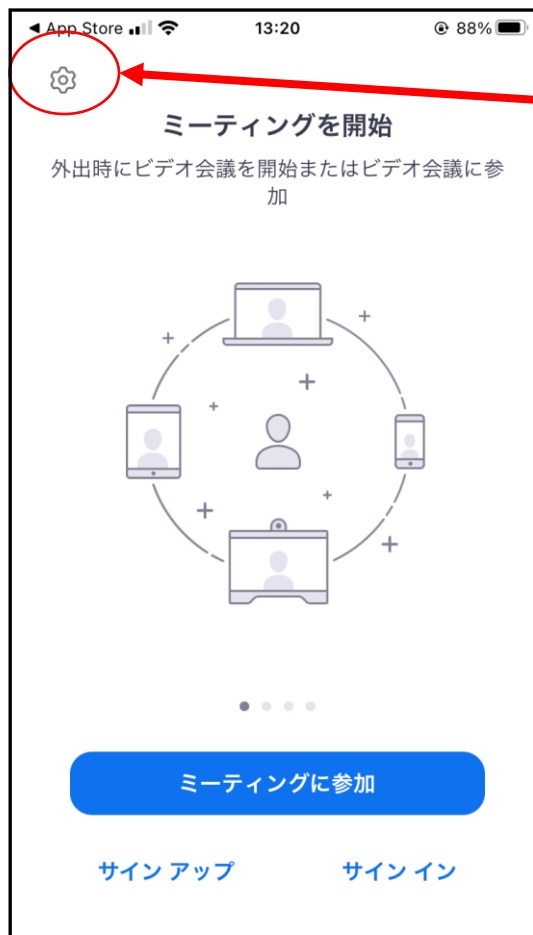 ◀ App Store 13:20 88%
ミーティングを開始
外出時にビデオ会議を開始またはビデオ会議に参
加
ミーティングに参加
サイン アップ サイン イン